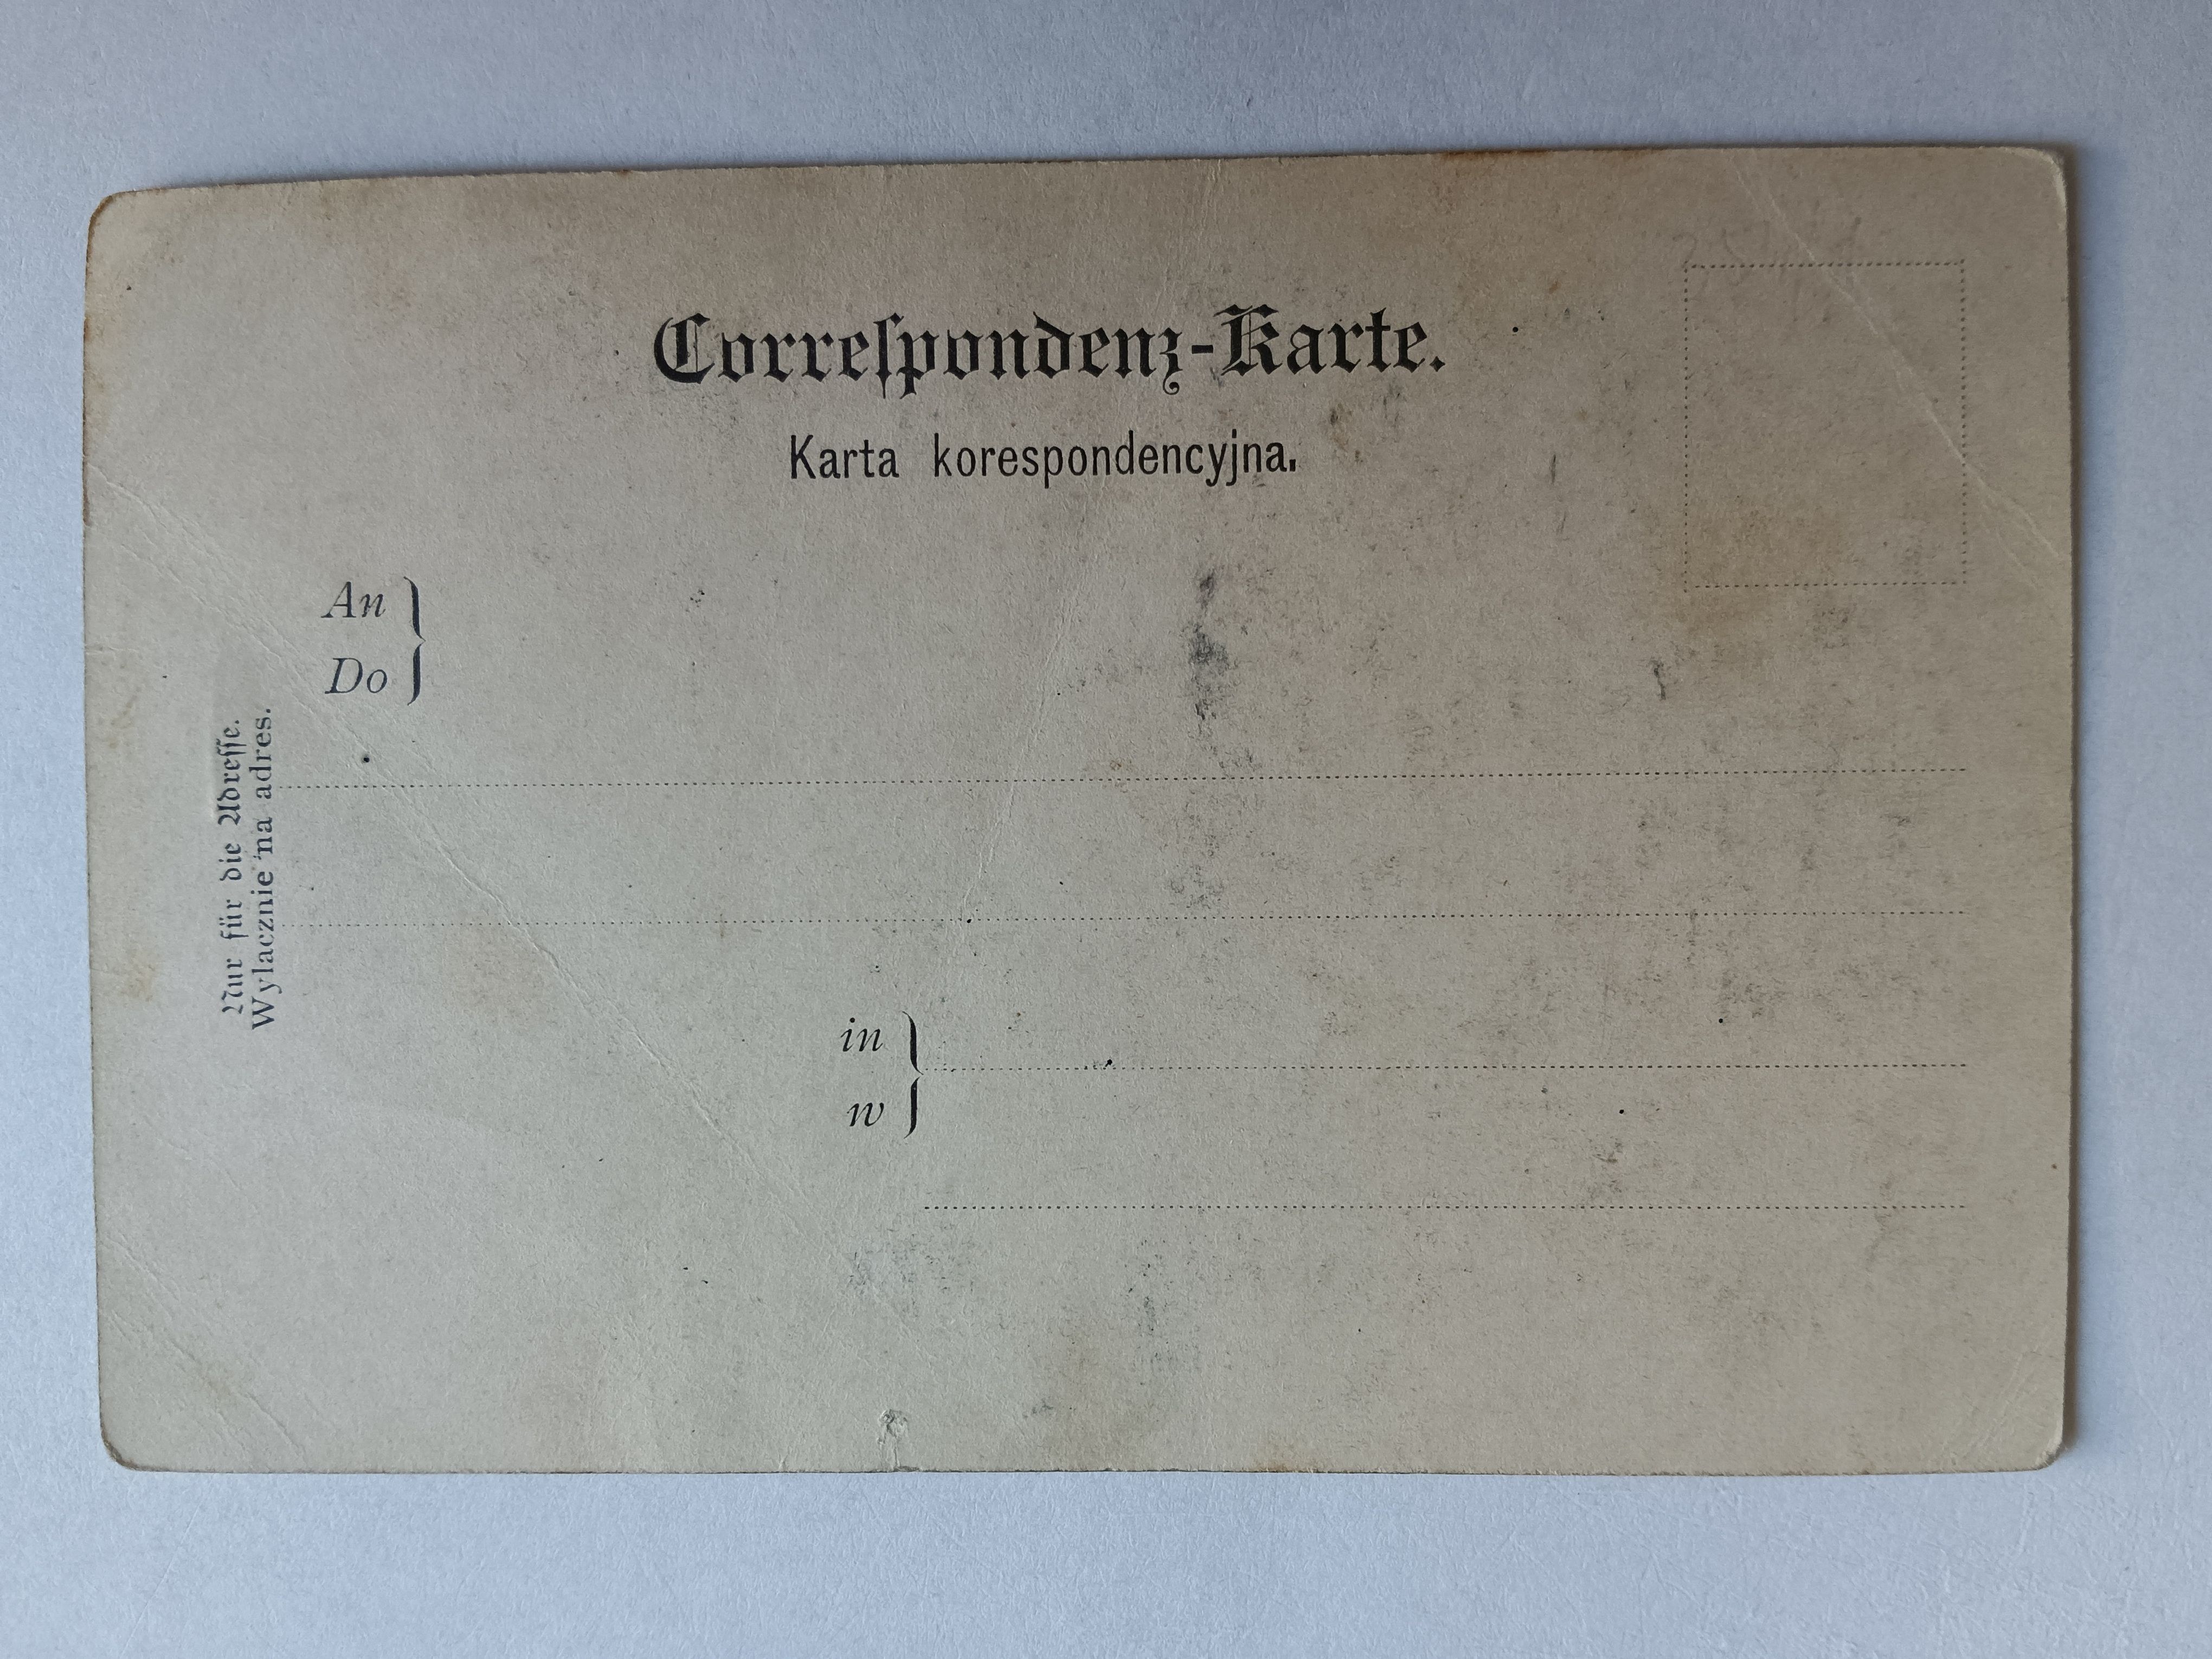 Correſpondenz-Karte.
Karta korespondencyjna.
An }
Do }
Nur für die Adreſſe.
Wylacznie na adres.
in }
w }